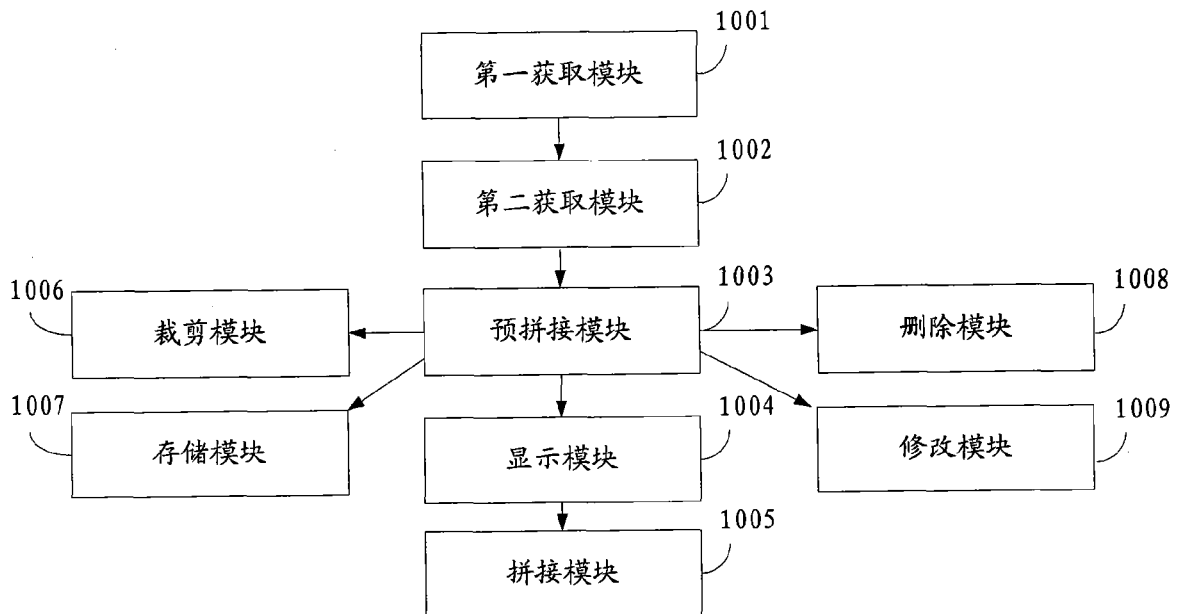 1001
第一获取模块
1002
第二获取模块
1006
裁剪模块
1003
预拼接模块
1008
删除模块
1007
存储模块
1004
显示模块
1009
修改模块
1005
拼接模块